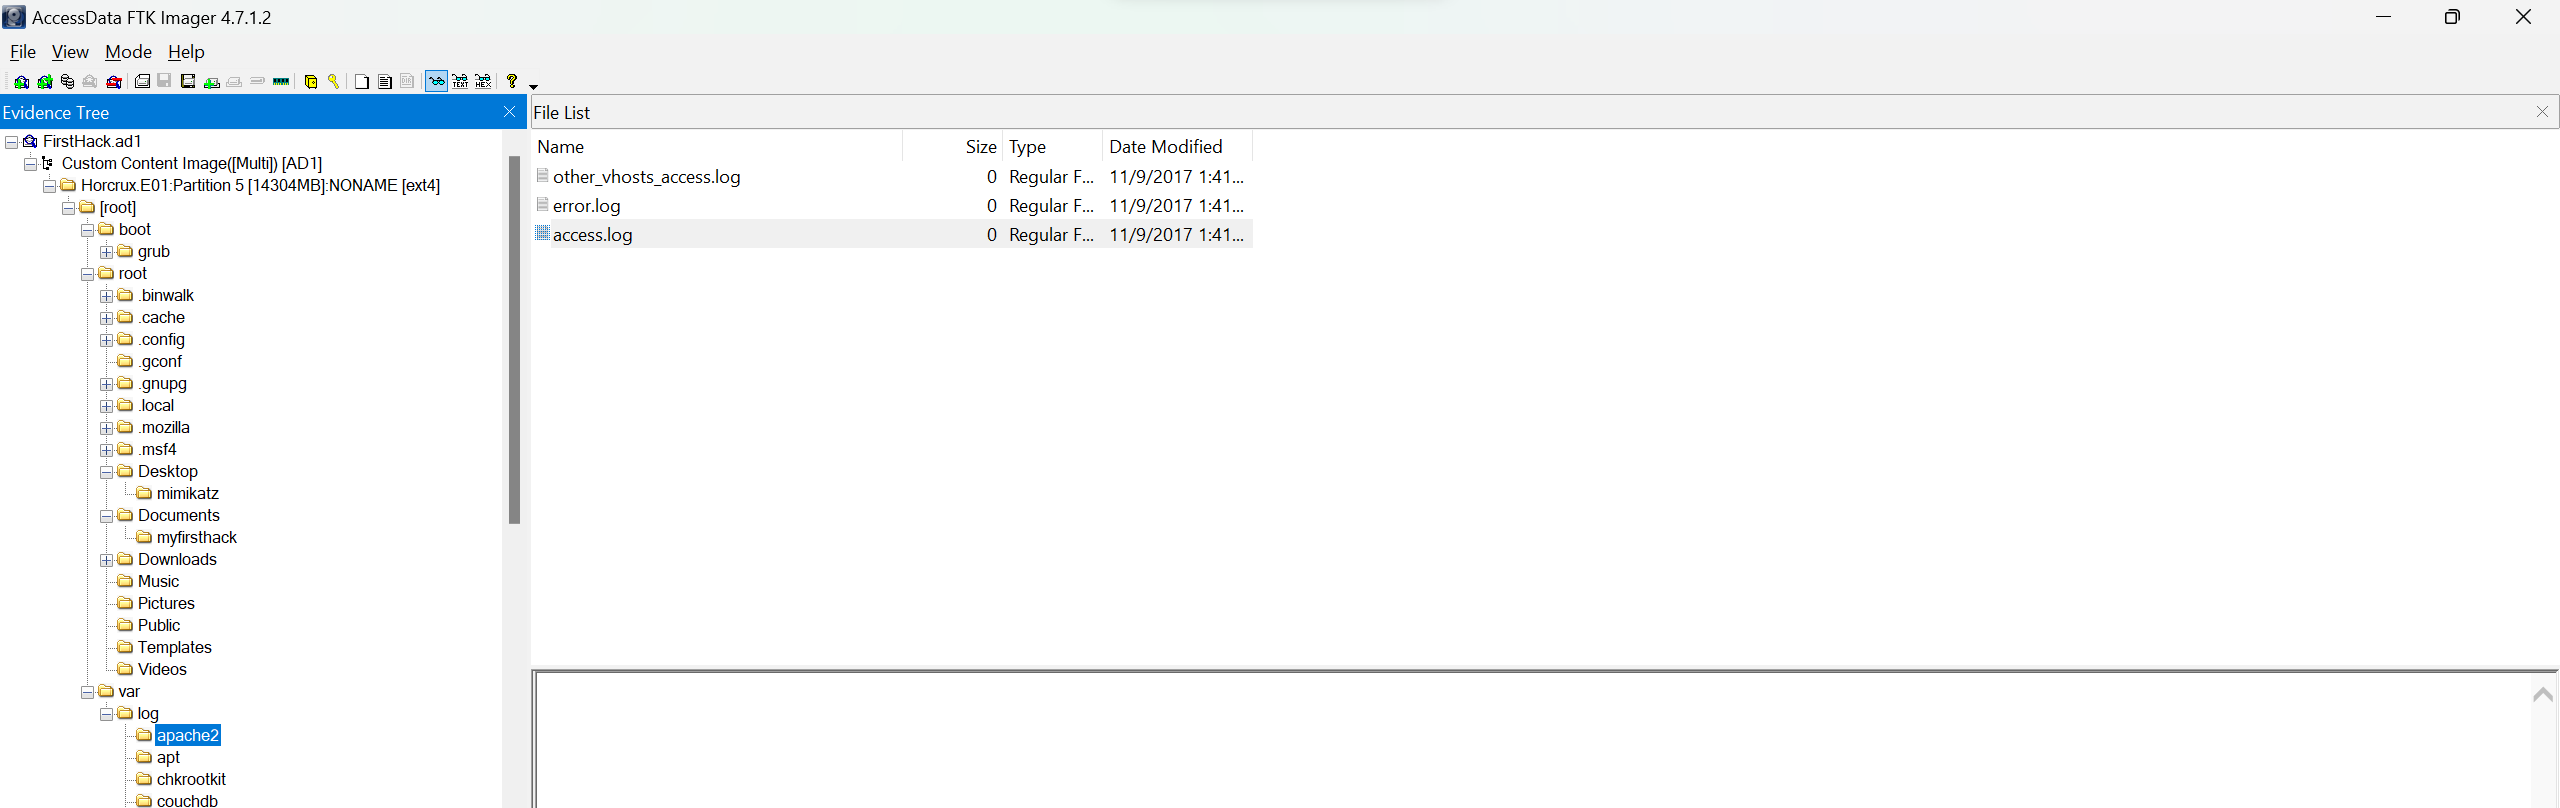 AccessData FTK Imager 4.7.1.2
File View Mode Help
Evidence Tree
FirstHack.ad1
Custom Content Image([Multi]) [AD1]
Horcrux.E01:Partition 5 [14304MB]:NONAME [ext4]
[root]
boot
grub
root
.binwalk
.cache
.config
.gconf
.gnupg
.local
.mozilla
.msf4
Desktop
mimikatz
Documents
myfirsthack
Downloads
Music
Pictures
Public
Templates
Videos
var
log
apache2
apt
chkrootkit
couchdb
File List
Name Size Type Date Modified
other_vhosts_access.log 0 Regular F... 11/9/2017 1:41...
error.log 0 Regular F... 11/9/2017 1:41...
access.log 0 Regular F... 11/9/2017 1:41...